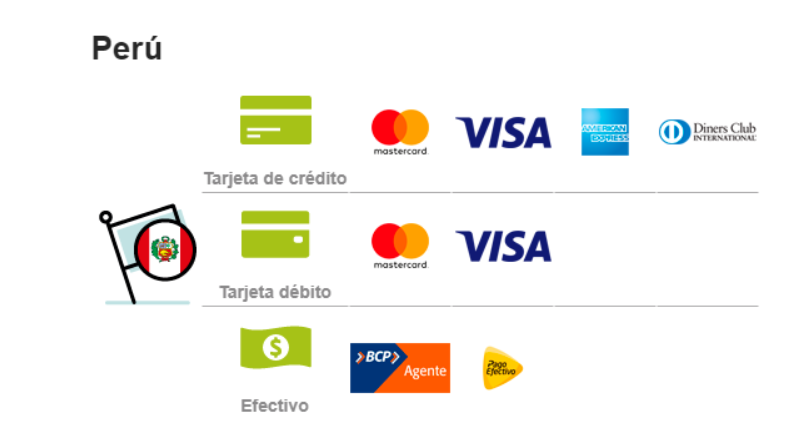 Perú
mastercard
VISA
AMERICAN
EXPRESS
Diners Club
INTERNATIONAL
Tarjeta de crédito
mastercard
VISA
Tarjeta débito
$
BCP
Agente
Pago
Efectivo
Efectivo